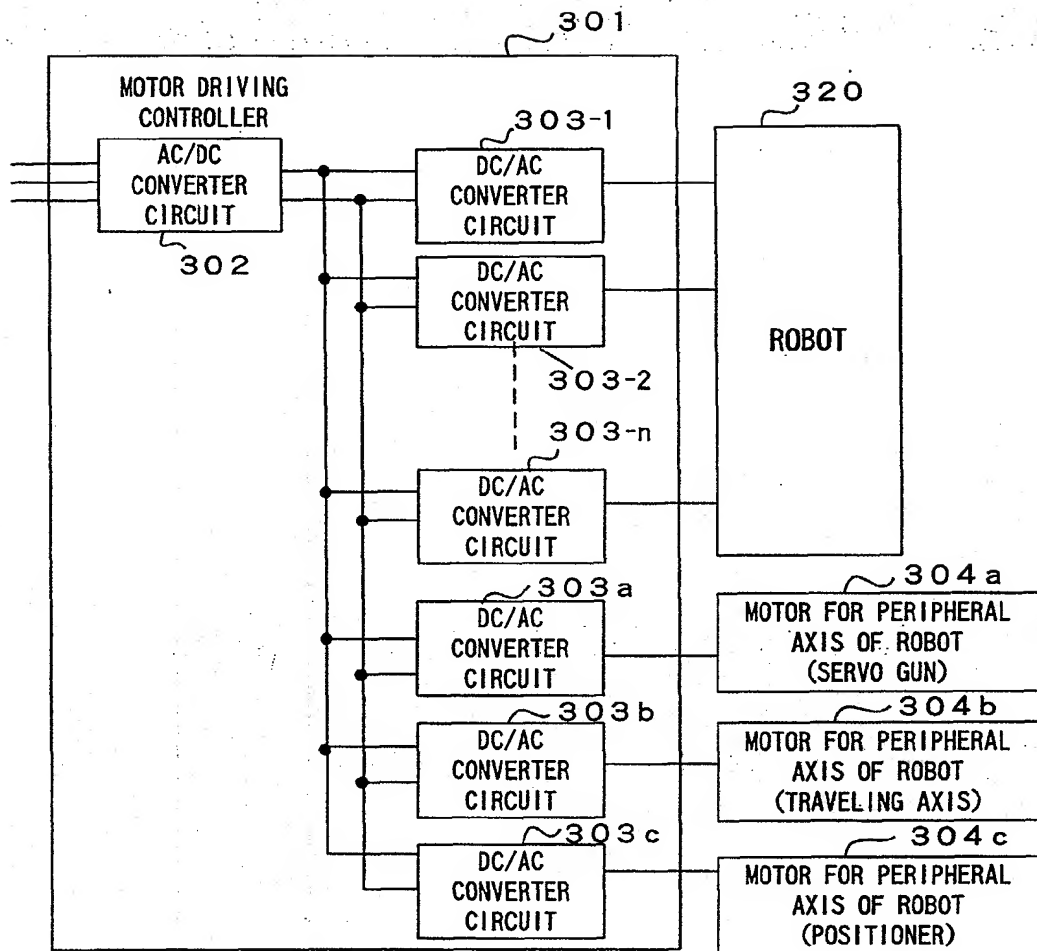 301
MOTOR DRIVING
CONTROLLER
320
303-1
AC/DC
CONVERTER
CIRCUIT
302
DC/AC
CONVERTER
CIRCUIT
DC/AC
CONVERTER
CIRCUIT
303-2
ROBOT
303-n
DC/AC
CONVERTER
CIRCUIT
303a
DC/AC
CONVERTER
CIRCUIT
304a
MOTOR FOR PERIPHERAL
AXIS OF ROBOT
(SERVO GUN)
303b
DC/AC
CONVERTER
CIRCUIT
304b
MOTOR FOR PERIPHERAL
AXIS OF ROBOT
(TRAVELING AXIS)
303c
DC/AC
CONVERTER
CIRCUIT
304c
MOTOR FOR PERIPHERAL
AXIS OF ROBOT
(POSITIONER)